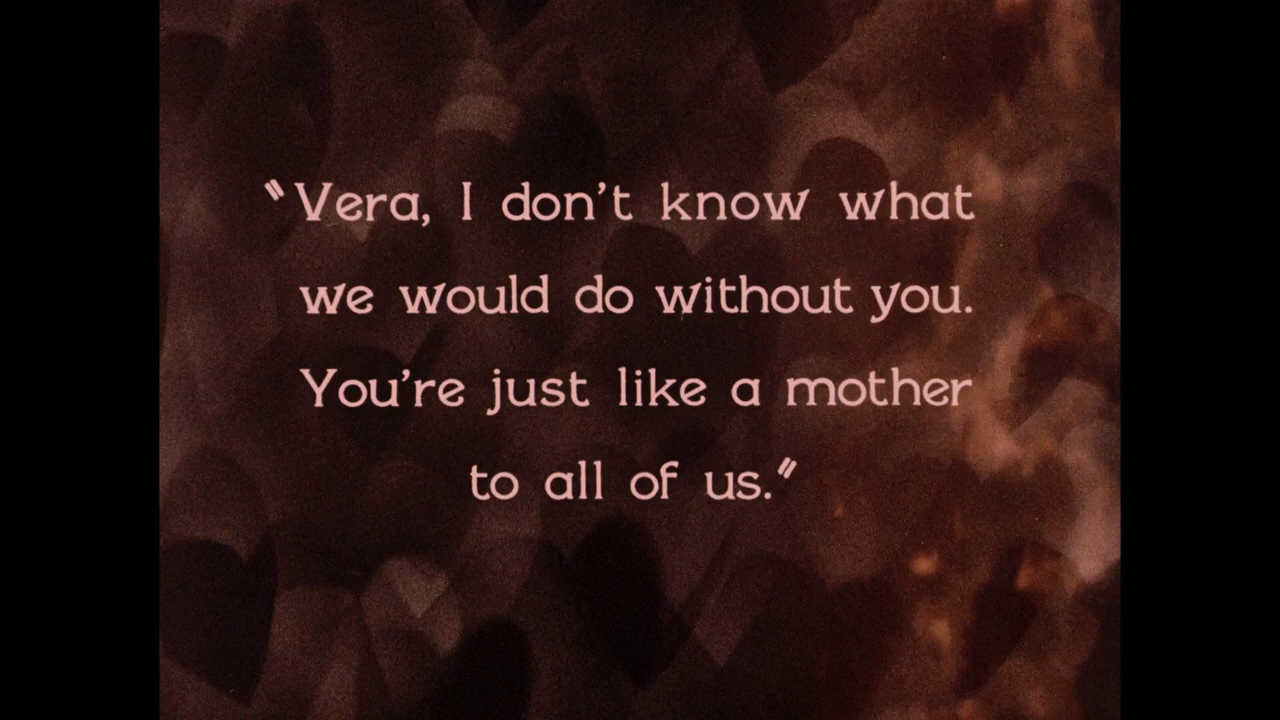 "Vera, I don't know what
we would do without you.
You're just like a mother
to all of us."